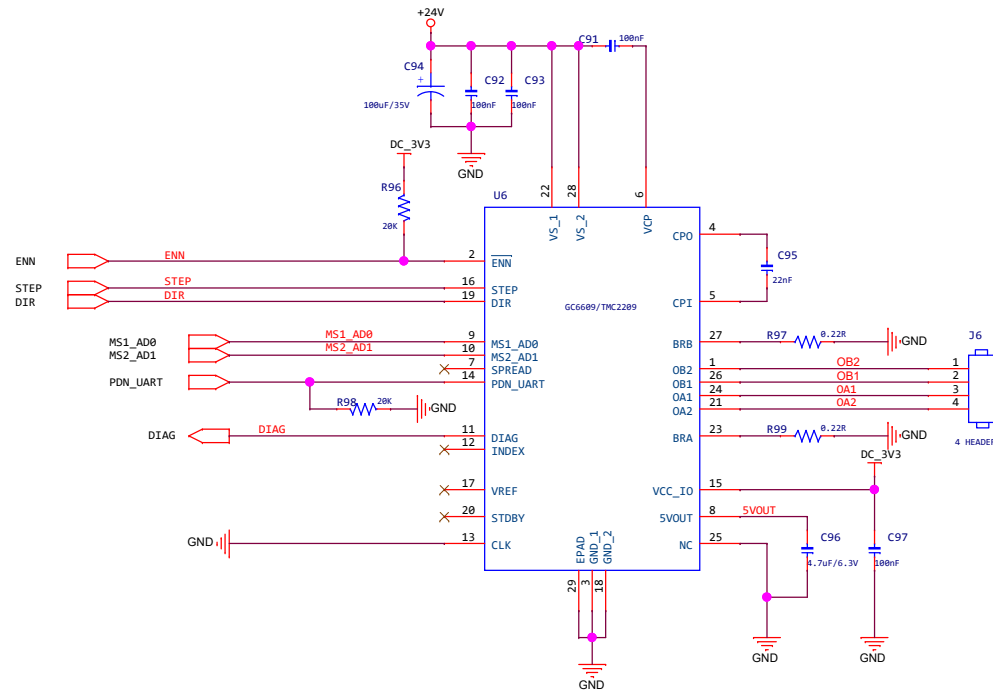 +24V
C91
100nF
C94
+
100uF/35V
C92
100nF
C93
100nF
GND
DC_3V3
R96
20K
U6
22
28
6
VS_1
VS_2
VCP
ENN
ENN
2
ENN
STEP
STEP
16
STEP
DIR
DIR
19
DIR
GC6609/TMC2209
CPO
4
C95
22nF
CPI
5
MS1_AD0
MS1_AD0
9
MS1_AD0
MS2_AD1
MS2_AD1
10
MS2_AD1
7
SPREAD
PDN_UART
14
PDN_UART
R98
20K
GND
DIAG
DIAG
11
DIAG
12
INDEX
17
VREF
20
STDBY
GND
13
CLK
BRB
27
R97
0.22R
GND
J6
OB2
1
OB2
1
OB1
26
OB1
2
OA1
24
OA1
3
OA2
21
OA2
4
4 HEADER
BRA
23
R99
0.22R
GND
DC_3V3
VCC_IO
15
5VOUT
8
5VOUT
NC
25
C96
4.7uF/6.3V
C97
100nF
EPAD
GND_1
GND_2
29
3
18
GND
GND
GND